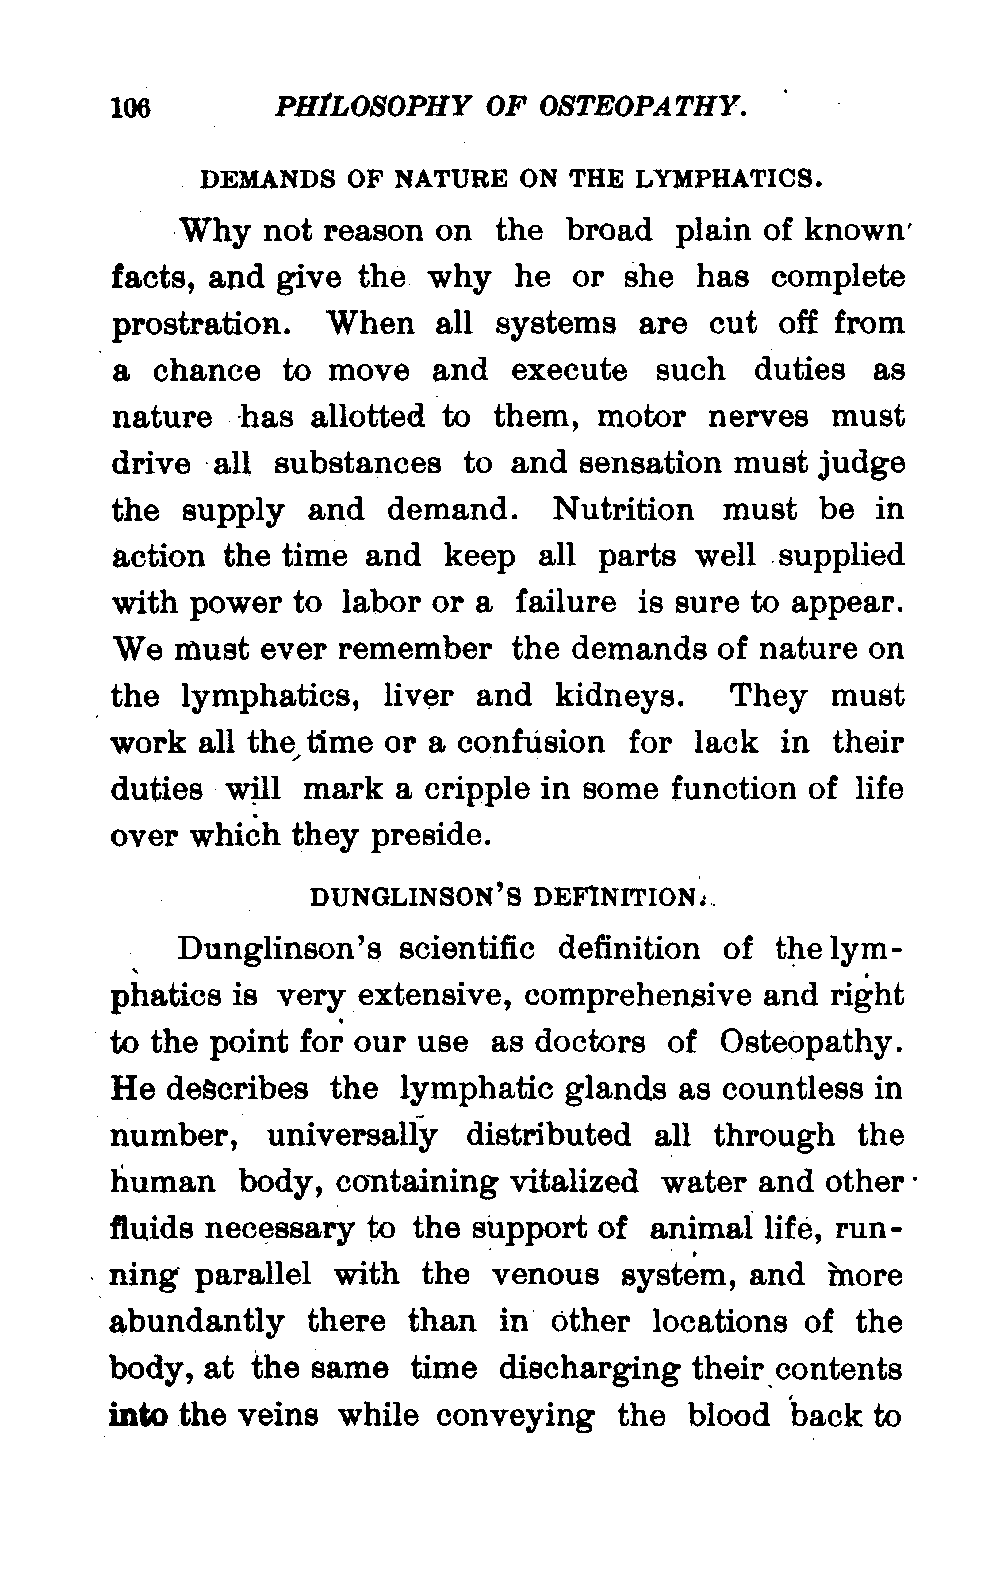 106 PHILOSOPHY OF OSTEOPATHY.
DEMANDS OF NATURE ON THE LYMPHATICS.
Why not reason on the broad plain of known
facts, and give the why he or she has complete
prostration. When all systems are cut off from
a chance to move and execute such duties as
nature has allotted to them, motor nerves must
drive all substances to and sensation must judge
the supply and demand. Nutrition must be in
action the time and keep all parts well supplied
with power to labor or a failure is sure to appear.
We must ever remember the demands of nature on
the lymphatics, liver and kidneys. They must
work all the time or a confusion for lack in their
duties will mark a cripple in some function of life
over which they preside.
DUNGLINSON'S DEFINITION.
Dunglinson's scientific definition of the lym-
phatics is very extensive, comprehensive and right
to the point for our use as doctors of Osteopathy.
He describes the lymphatic glands as countless in
number, universally distributed all through the
human body, containing vitalized water and other
fluids necessary to the support of animal life, run-
ning parallel with the venous system, and more
abundantly there than in other locations of the
body, at the same time discharging their contents
into the veins while conveying the blood back to